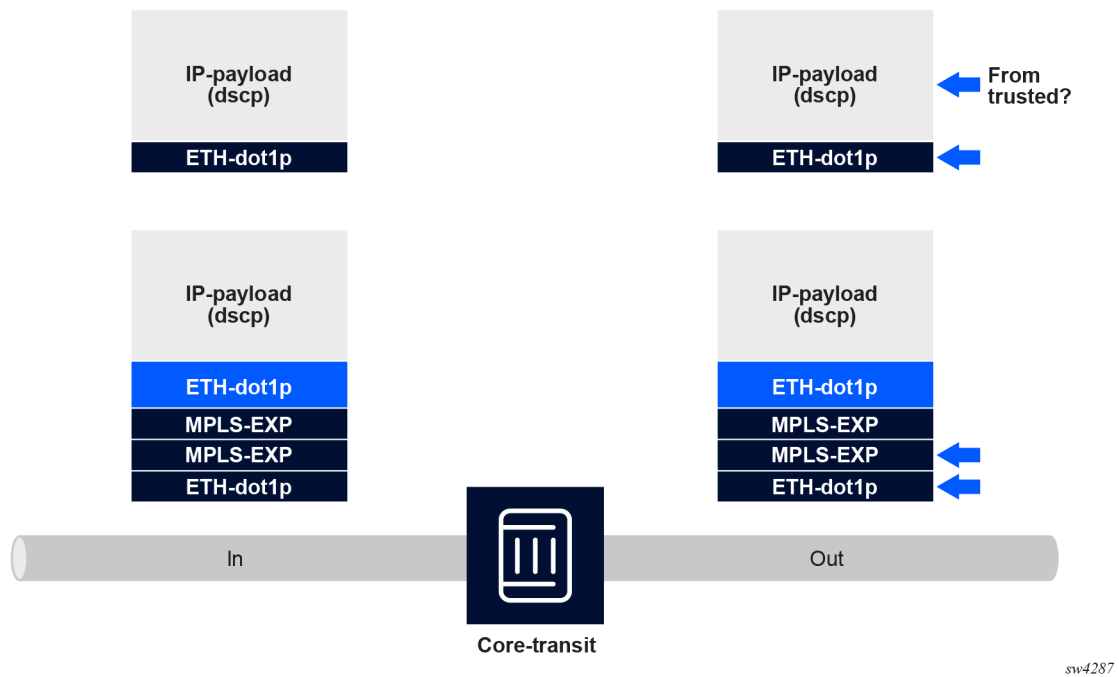 IP-payload
(dscp)
ETH-dot1p
IP-payload
(dscp)
ETH-dot1p
From
trusted?
IP-payload
(dscp)
ETH-dot1p
MPLS-EXP
MPLS-EXP
ETH-dot1p
IP-payload
(dscp)
ETH-dot1p
MPLS-EXP
MPLS-EXP
ETH-dot1p
In
Out
Core-transit
sw4287